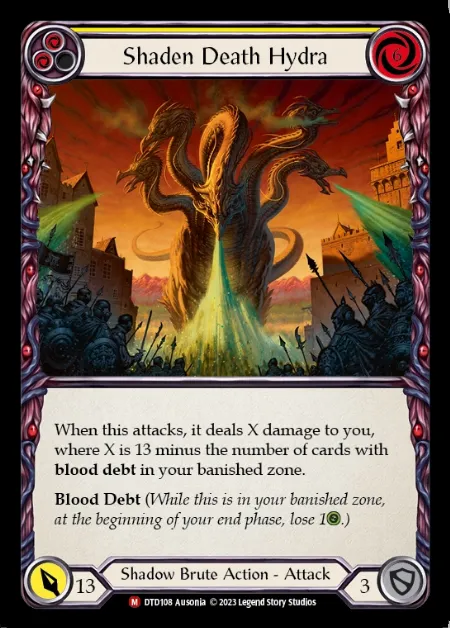 Shaden Death Hydra
6
When this attacks, it deals X damage to you,
where X is 13 minus the number of cards with
blood debt in your banished zone.
Blood Debt (While this is in your banished zone,
at the beginning of your end phase, lose 1.)
13
Shadow Brute Action - Attack
3
M DTD108 Ausonia © 2023 Legend Story Studios